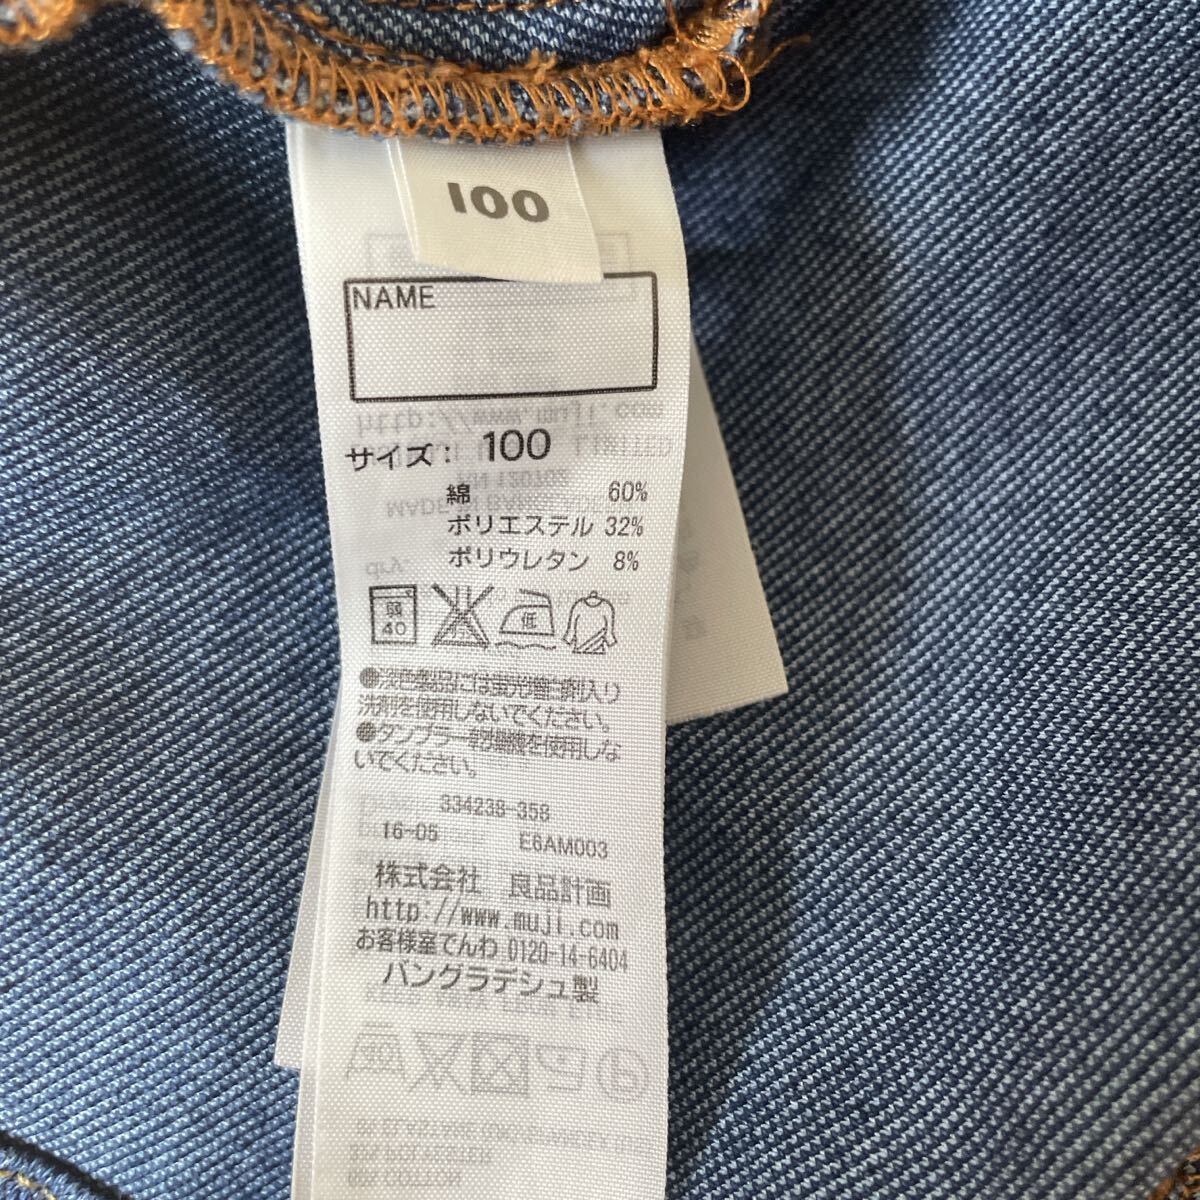 100
NAME
サイズ: 100
綿 60%
ポリエステル 32%
ポリウレタン 8%
弱
40
低
●淡色製品には蛍光増白剤入り
洗剤を使用しないでください。
●タンブラー乾燥機を使用しな
いでください。
334238-358
16-05 E6AM003
株式会社 良品計画
http://www.muji.com
お客様室でんわ 0120-14-6404
バングラデシュ製